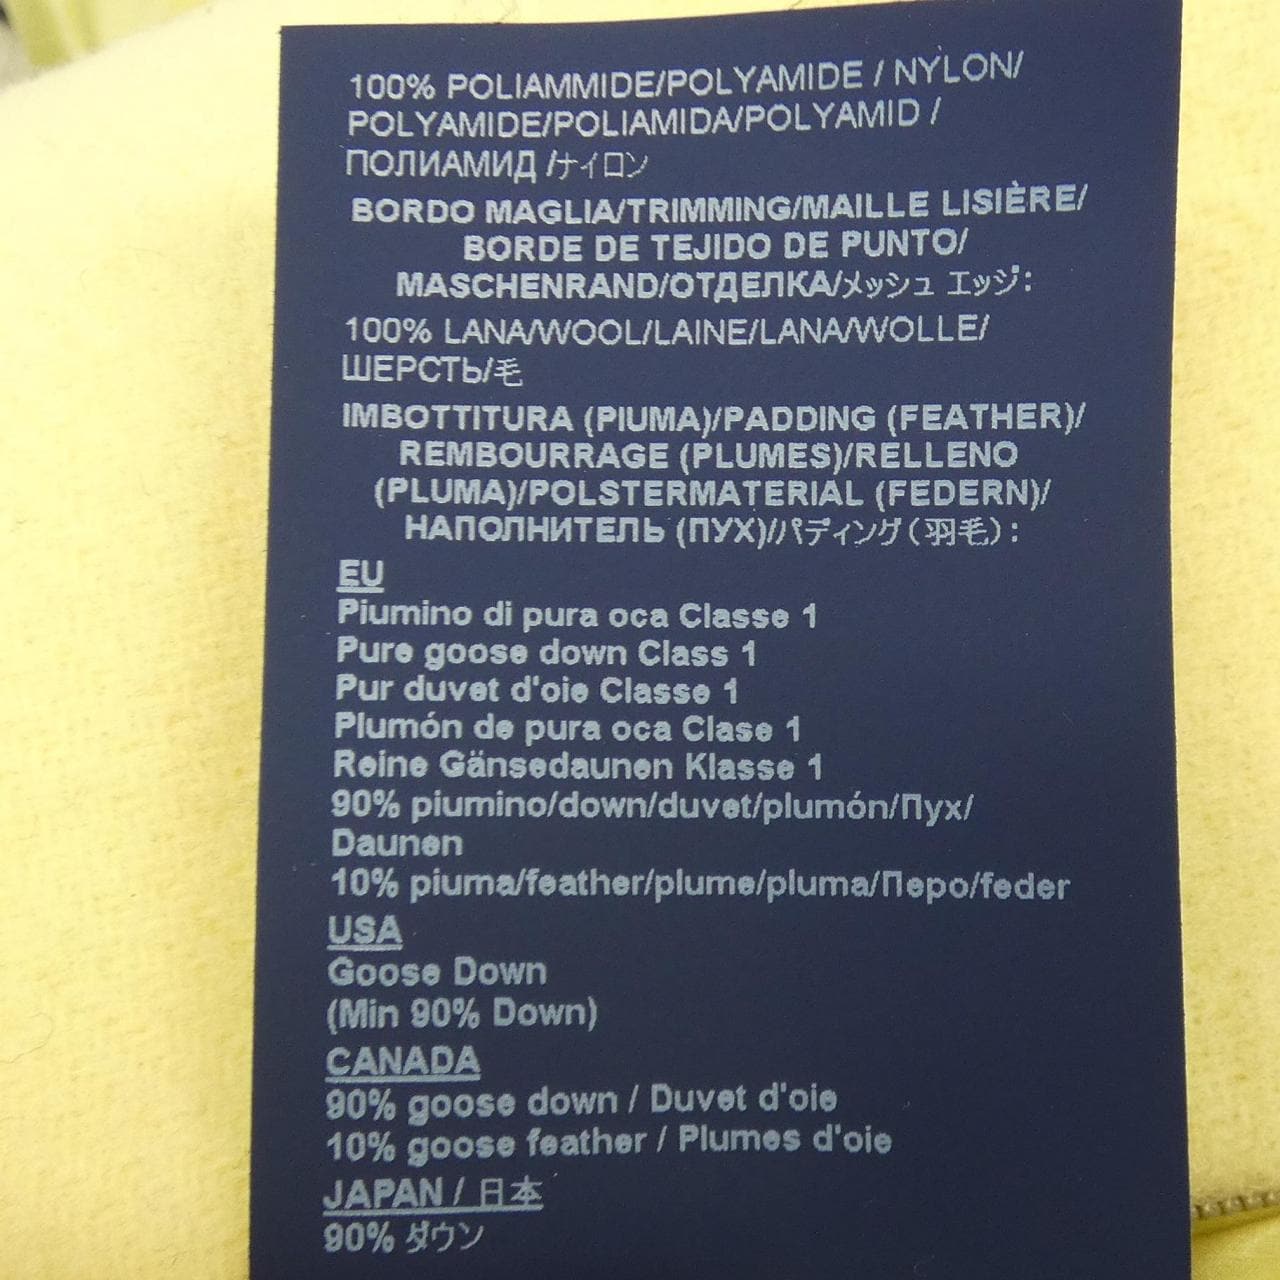 100% POLIAMMIDE/POLYAMIDE / NYLON/
POLYAMIDE/POLIAMIDA/POLYAMID /
ПОЛИАМИД /ナイロン
BORDO MAGLIA/TRIMMING/MAILLE LISIÈRE/
BORDE DE TEJIDO DE PUNTO/
MASCHENRAND/ОТДЕЛКА/メッシュ エッジ:
100% LANA/WOOL/LAINE/LANA/WOLLE/
ШЕРСТЬ/毛
IMBOTTITURA (PIUMA)/PADDING (FEATHER)/
REMBOURRAGE (PLUMES)/RELLENO
(PLUMA)/POLSTERMATERIAL (FEDERN)/
НАПОЛНИТЕЛЬ (ПУХ)//パディング(羽毛):
EU
Piumino di pura oca Classe 1
Pure goose down Class 1
Pur duvet d'oie Classe 1
Plumón de pura oca Clase 1
Reine Gänsedaunen Klasse 1
90% piumino/down/duvet/plumón/Пух/
Daunen
10% piuma/feather/plume/pluma/Перо/feder
USA
Goose Down
(Min 90% Down)
CANADA
90% goose down / Duvet d'oie
10% goose feather / Plumes d'oie
JAPAN / 日本
90% ダウン